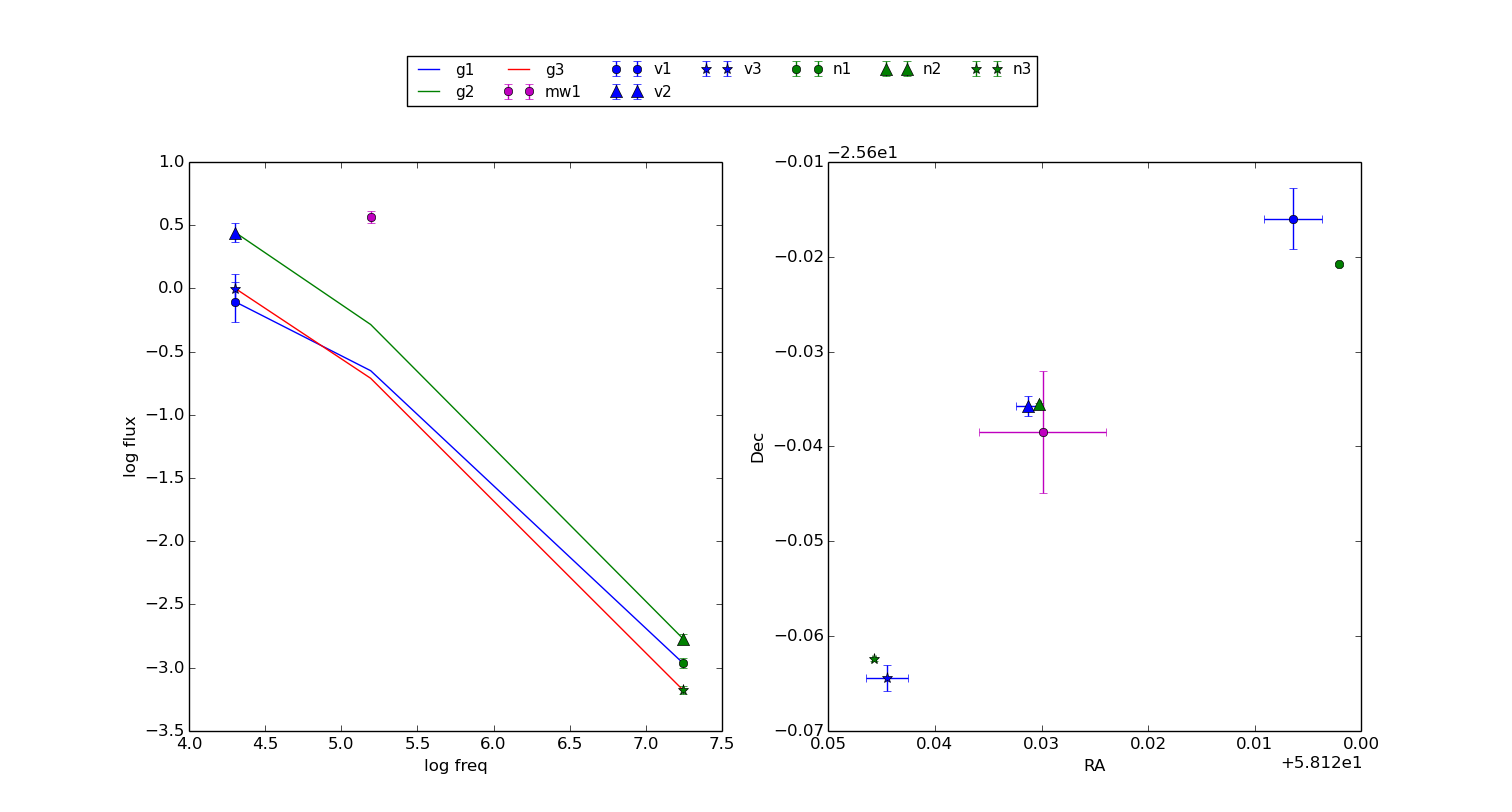 g1 g3 v1 v3 n1 n2 n3
g2 mw1 v2
1.0
0.5
0.0
−0.5
−1.0
−1.5
−2.0
−2.5
−3.0
−3.5
log flux
4.0 4.5 5.0 5.5 6.0 6.5 7.0 7.5
log freq
−2.56e1
−0.01
−0.02
−0.03
−0.04
−0.05
−0.06
−0.07
Dec
0.05 0.04 0.03 0.02 0.01 0.00
RA
+5.812e1